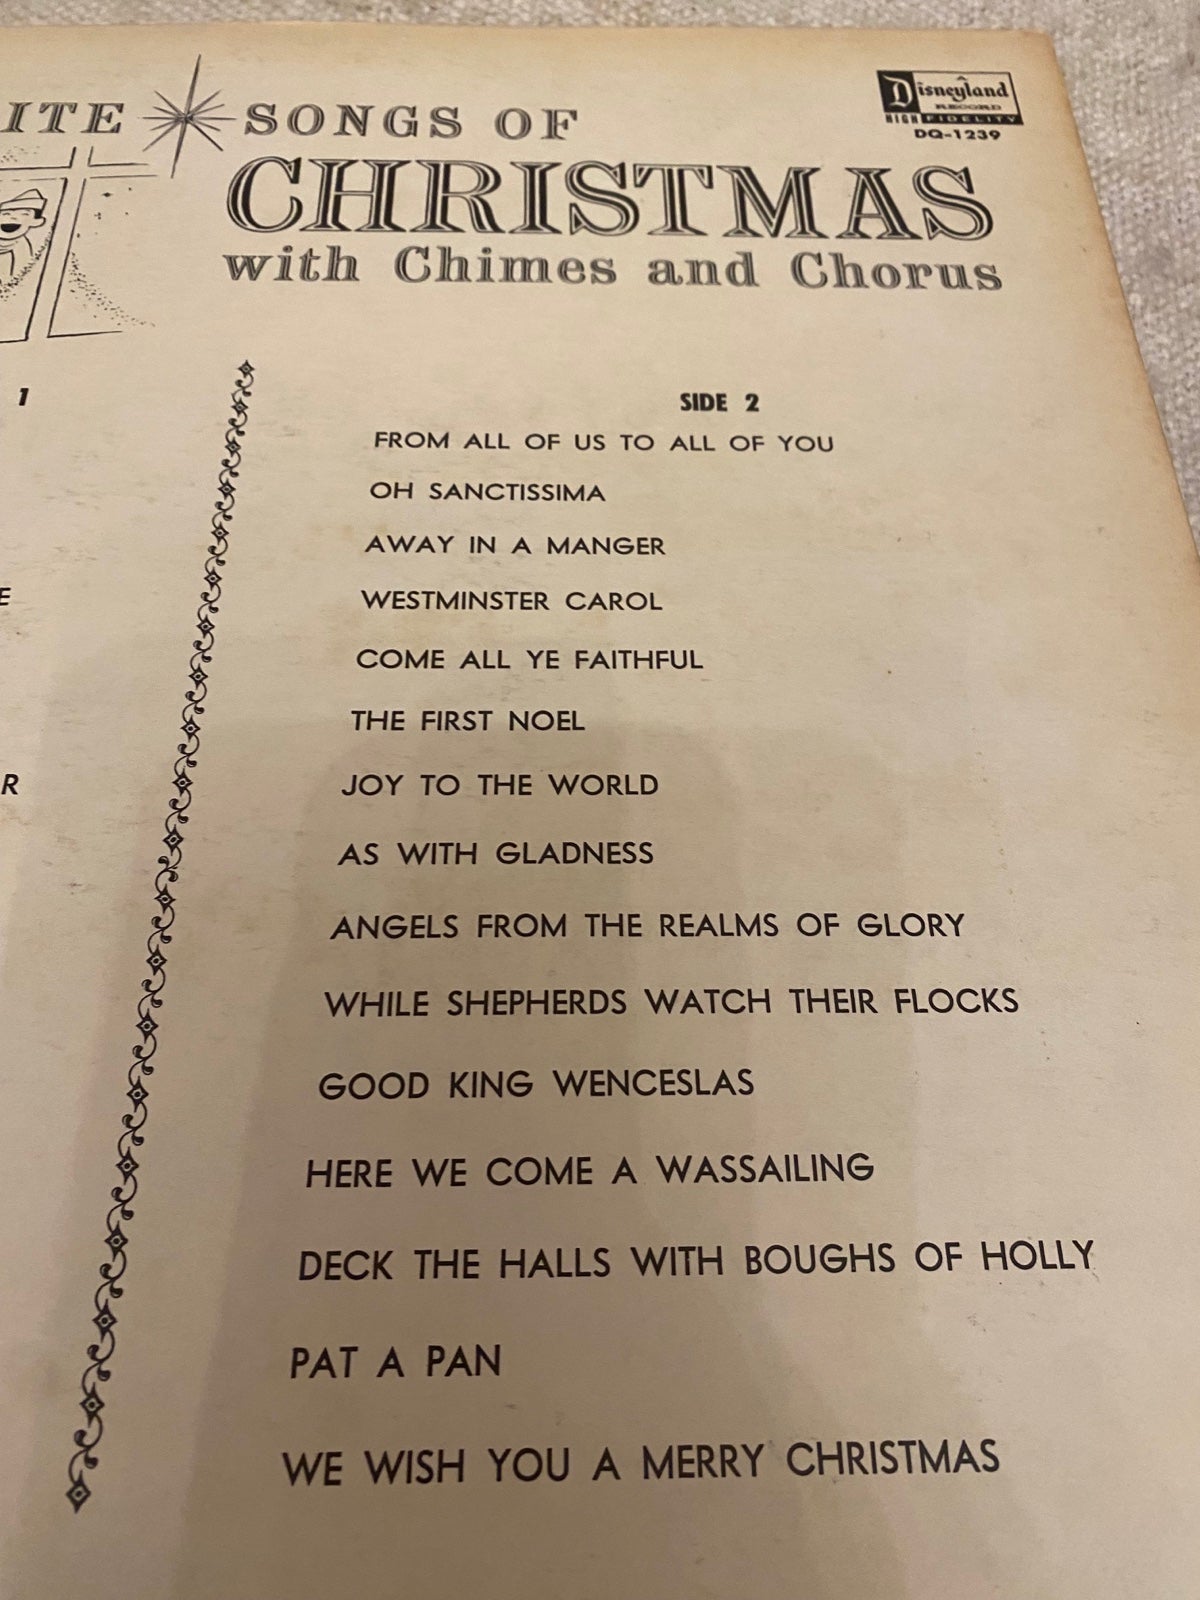 ITE SONGS OF
CHRISTMAS
with Chimes and Chorus
Disneyland
RECORD
HIGH FIDELITY
DQ-1239
1
E
R
SIDE 2
FROM ALL OF US TO ALL OF YOU
OH SANCTISSIMA
AWAY IN A MANGER
WESTMINSTER CAROL
COME ALL YE FAITHFUL
THE FIRST NOEL
JOY TO THE WORLD
AS WITH GLADNESS
ANGELS FROM THE REALMS OF GLORY
WHILE SHEPHERDS WATCH THEIR FLOCKS
GOOD KING WENCESLAS
HERE WE COME A WASSAILING
DECK THE HALLS WITH BOUGHS OF HOLLY
PAT A PAN
WE WISH YOU A MERRY CHRISTMAS